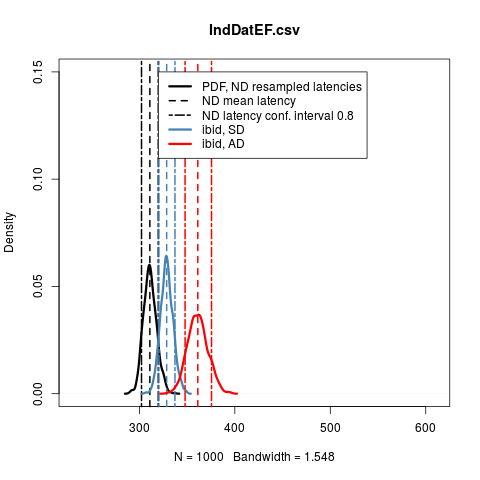 IndDatEF.csv
PDF, ND resampled latencies
ND mean latency
ND latency conf. interval 0.8
ibid, SD
ibid, AD
Density
0.15
0.10
0.05
0.00
300 400 500 600
N = 1000 Bandwidth = 1.548